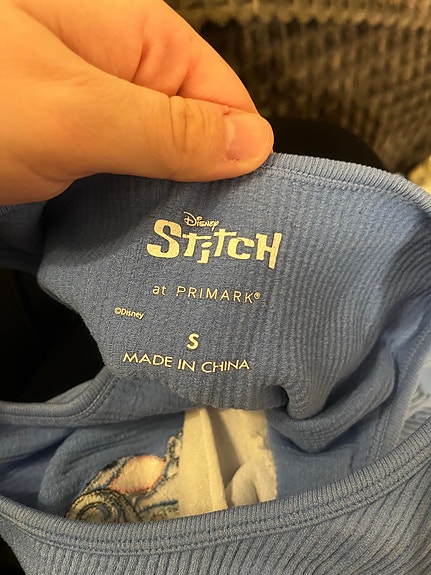 Disney
STITCH
at PRIMARK®
©Disney
S
MADE IN CHINA